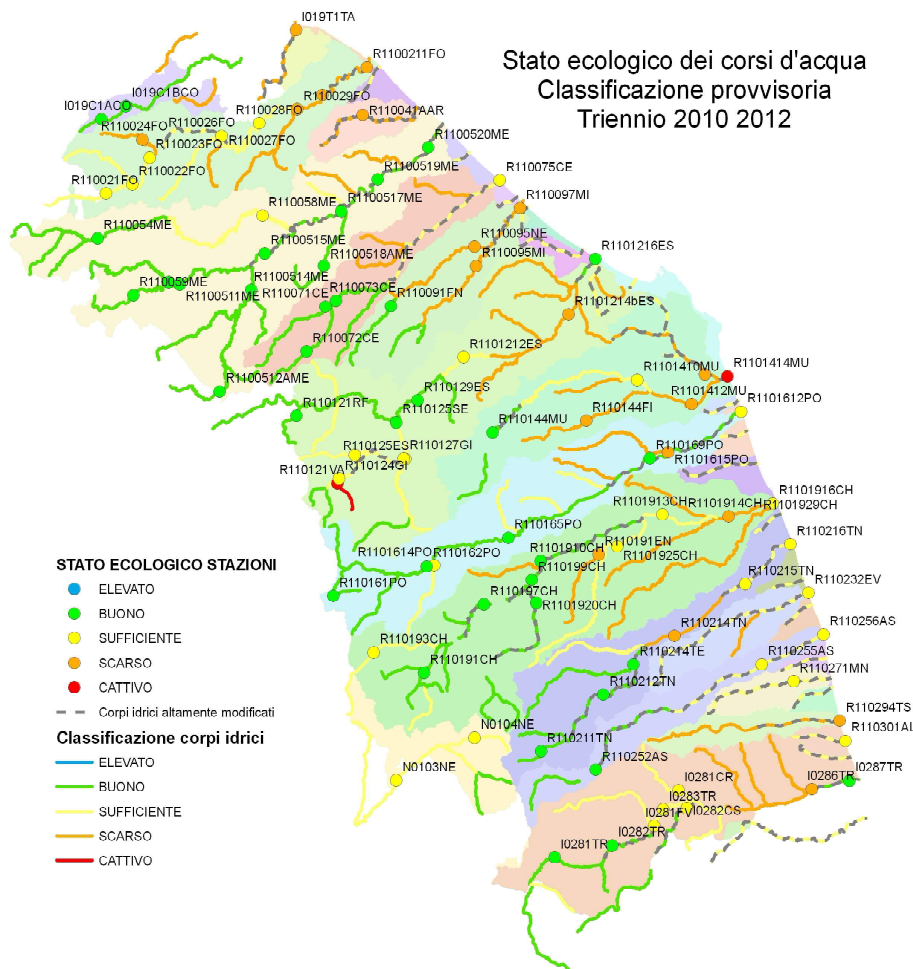 I019T1TA
Stato ecologico dei corsi d'acqua
Classificazione provvisoria
Triennio 2010 2012
R1100211FO
I019C1BCO
I019C1ACO
R110029FO
R110028FO
R110041AAR
R110026FO
R110024FO
R110027FO
R110023FO
R1100520ME
R110022FO
R110021FO
R1100519ME
R110075CE
R1100517ME
R110058ME
R110097MI
R110054ME
R110095NE
R1100515ME
R1101216ES
R1100518AME
R110095MI
R1100514ME
R110059ME
R1100511ME
R110071CE
R110073CE
R110091FN
R1101214bES
R1101212ES
R110072CE
R1101410MU
R1101414MU
R1100512AME
R110129ES
R1101412MU
R1101612PO
R110121RF
R110125SE
R110144MU
R110144FI
R110125ES
R110127GI
R110169PO
R110124GI
R1101615PO
R110121VA
R1101913CH
R1101914CH
R1101916CH
R1101929CH
R110165PO
R110216TN
R110191EN
R1101614PO
R110162PO
R1101910CH
R1101925CH
STATO ECOLOGICO STAZIONI
R110199CH
R110215TN
ELEVATO
R110161PO
R110197CH
R110232EV
BUONO
R1101920CH
SUFFICIENTE
R110214TN
R110256AS
SCARSO
R110193CH
R110214TE
R110255AS
CATTIVO
R110191CH
R110271MN
Corpi idrici altamente modificati
R110212TN
R110294TS
Classificazione corpi idrici
N0104NE
R110211TN
R110301AL
ELEVATO
N0103NE
R110252AS
I0287TR
BUONO
I0281CR
I0286TR
SUFFICIENTE
I0283TR
I0281FV
I0282CS
SCARSO
I0282TR
CATTIVO
I0281TR